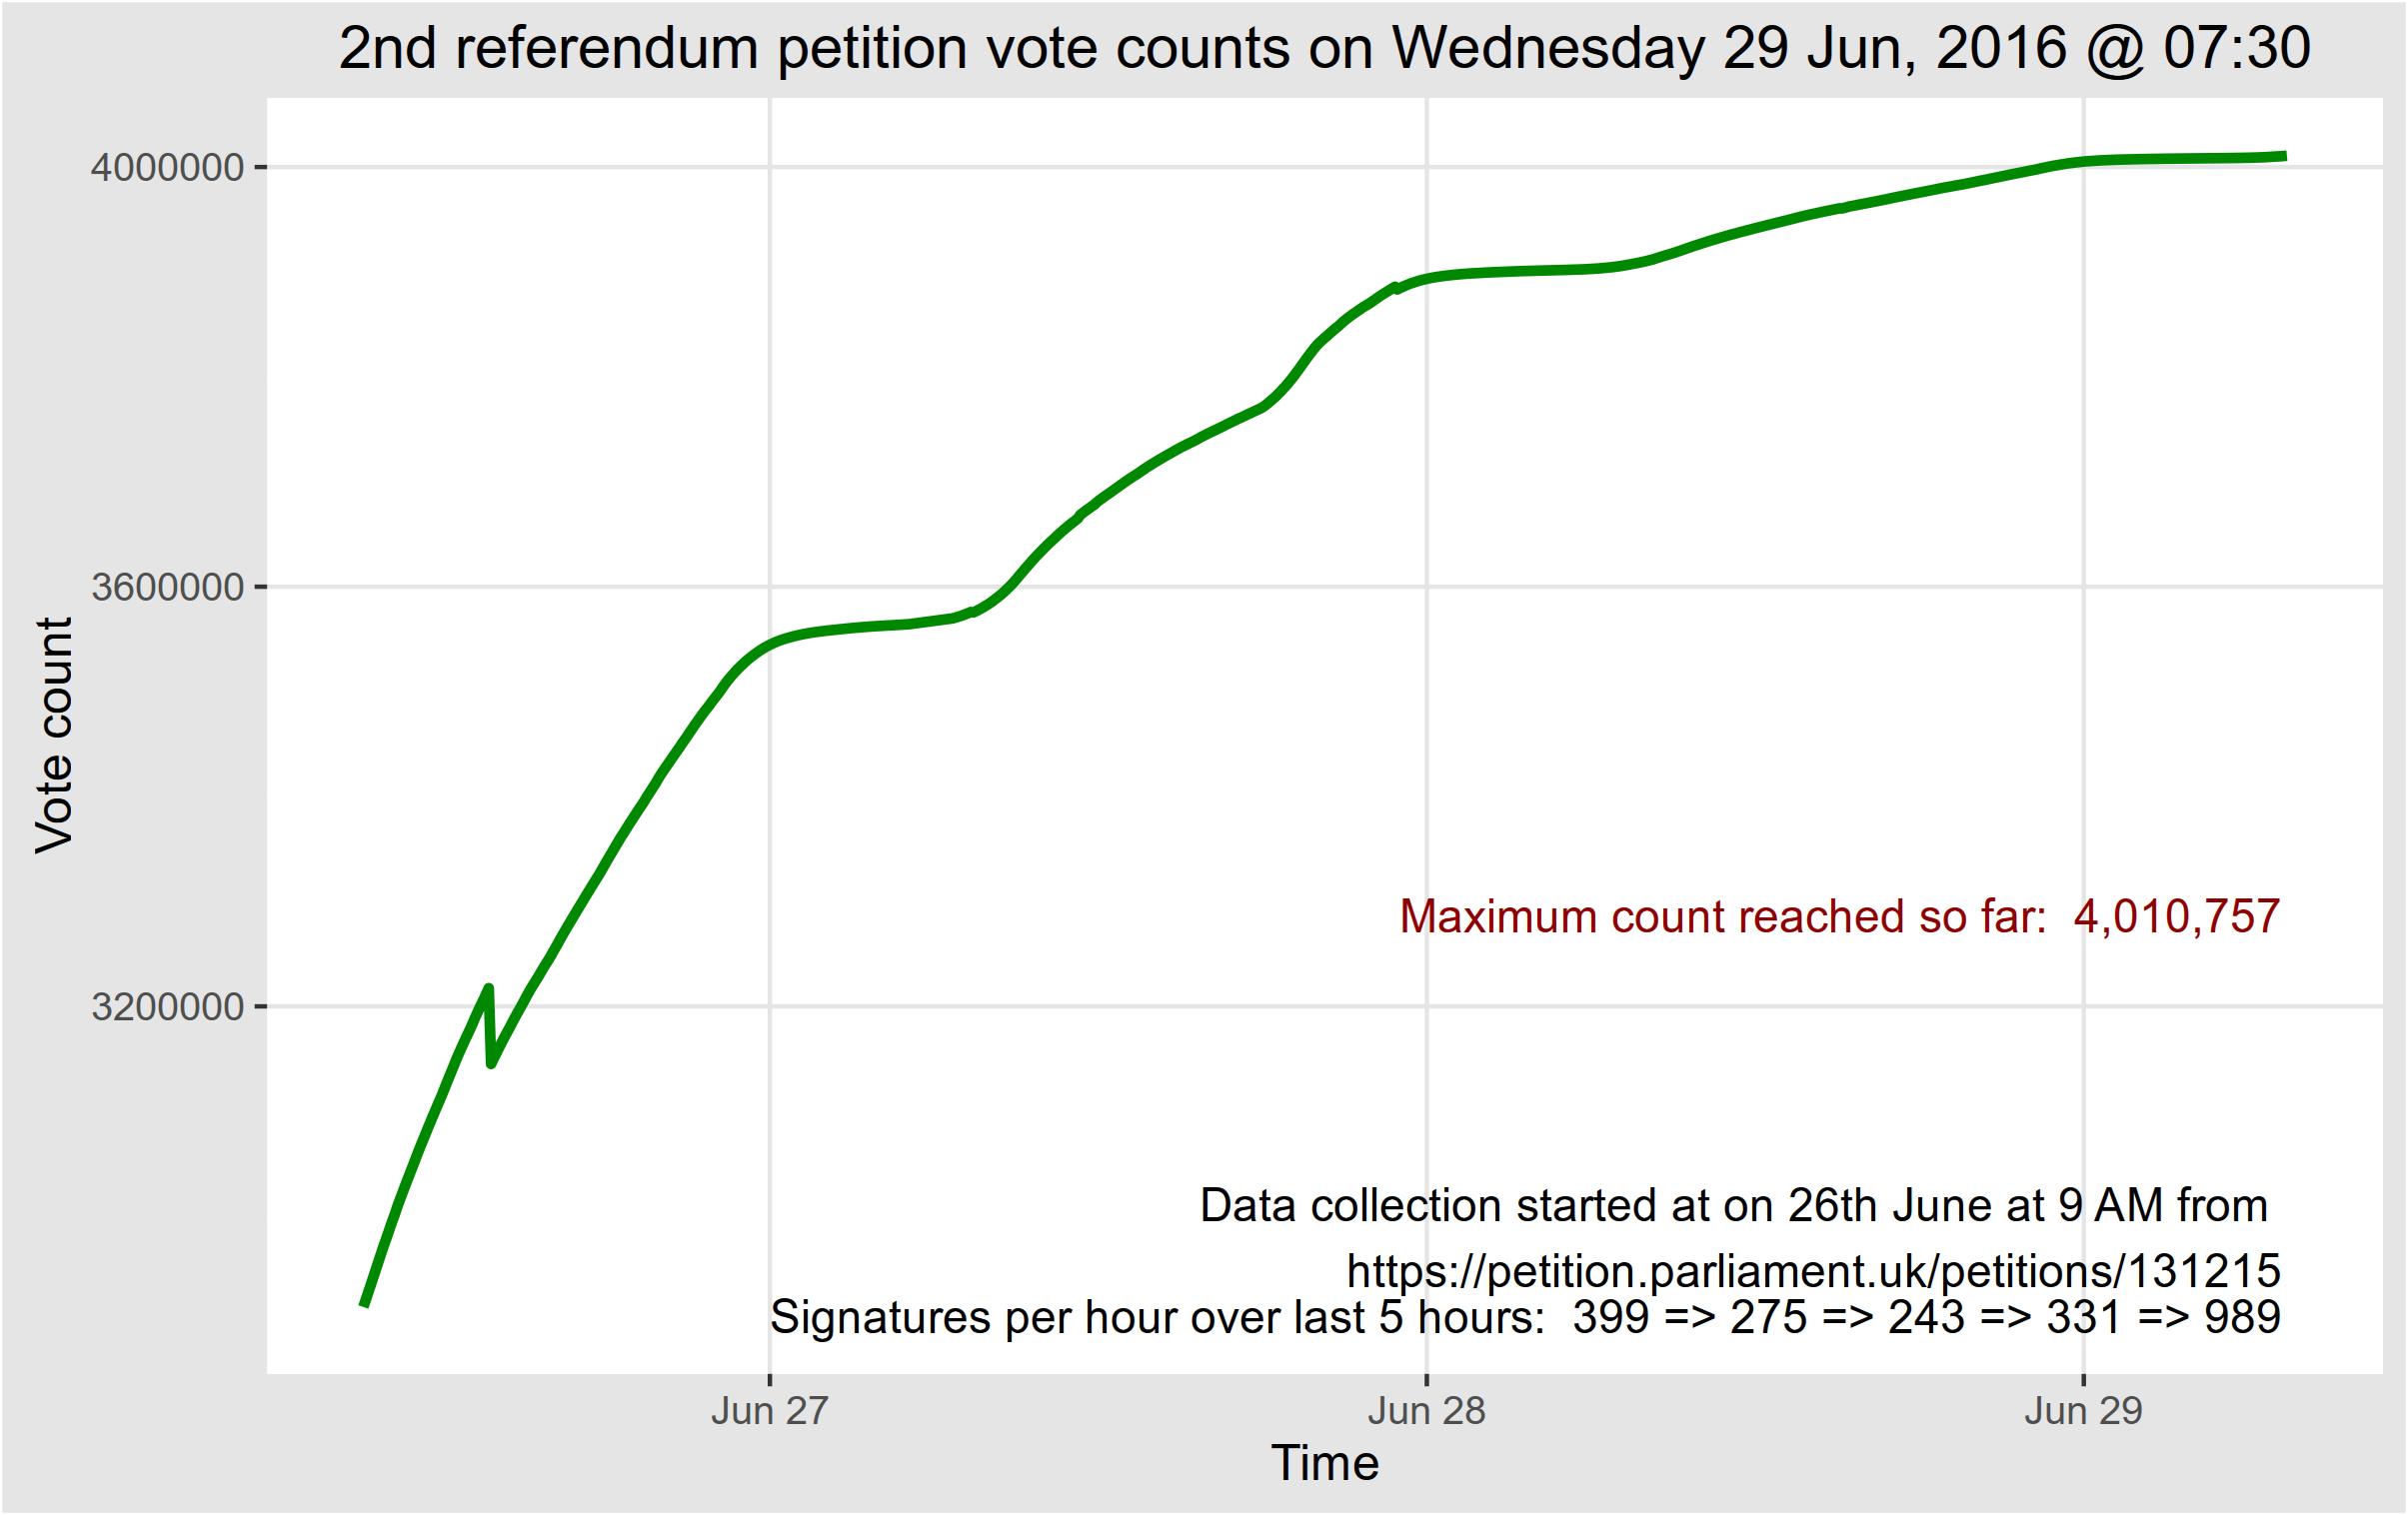 2nd referendum petition vote counts on Wednesday 29 Jun, 2016 @ 07:30
4000000
3600000
3200000
Vote count
Maximum count reached so far:  4,010,757
Data collection started at on 26th June at 9 AM from
https://petition.parliament.uk/petitions/131215
Signatures per hour over last 5 hours:  399 => 275 => 243 => 331 => 989
Jun 27
Jun 28
Jun 29
Time